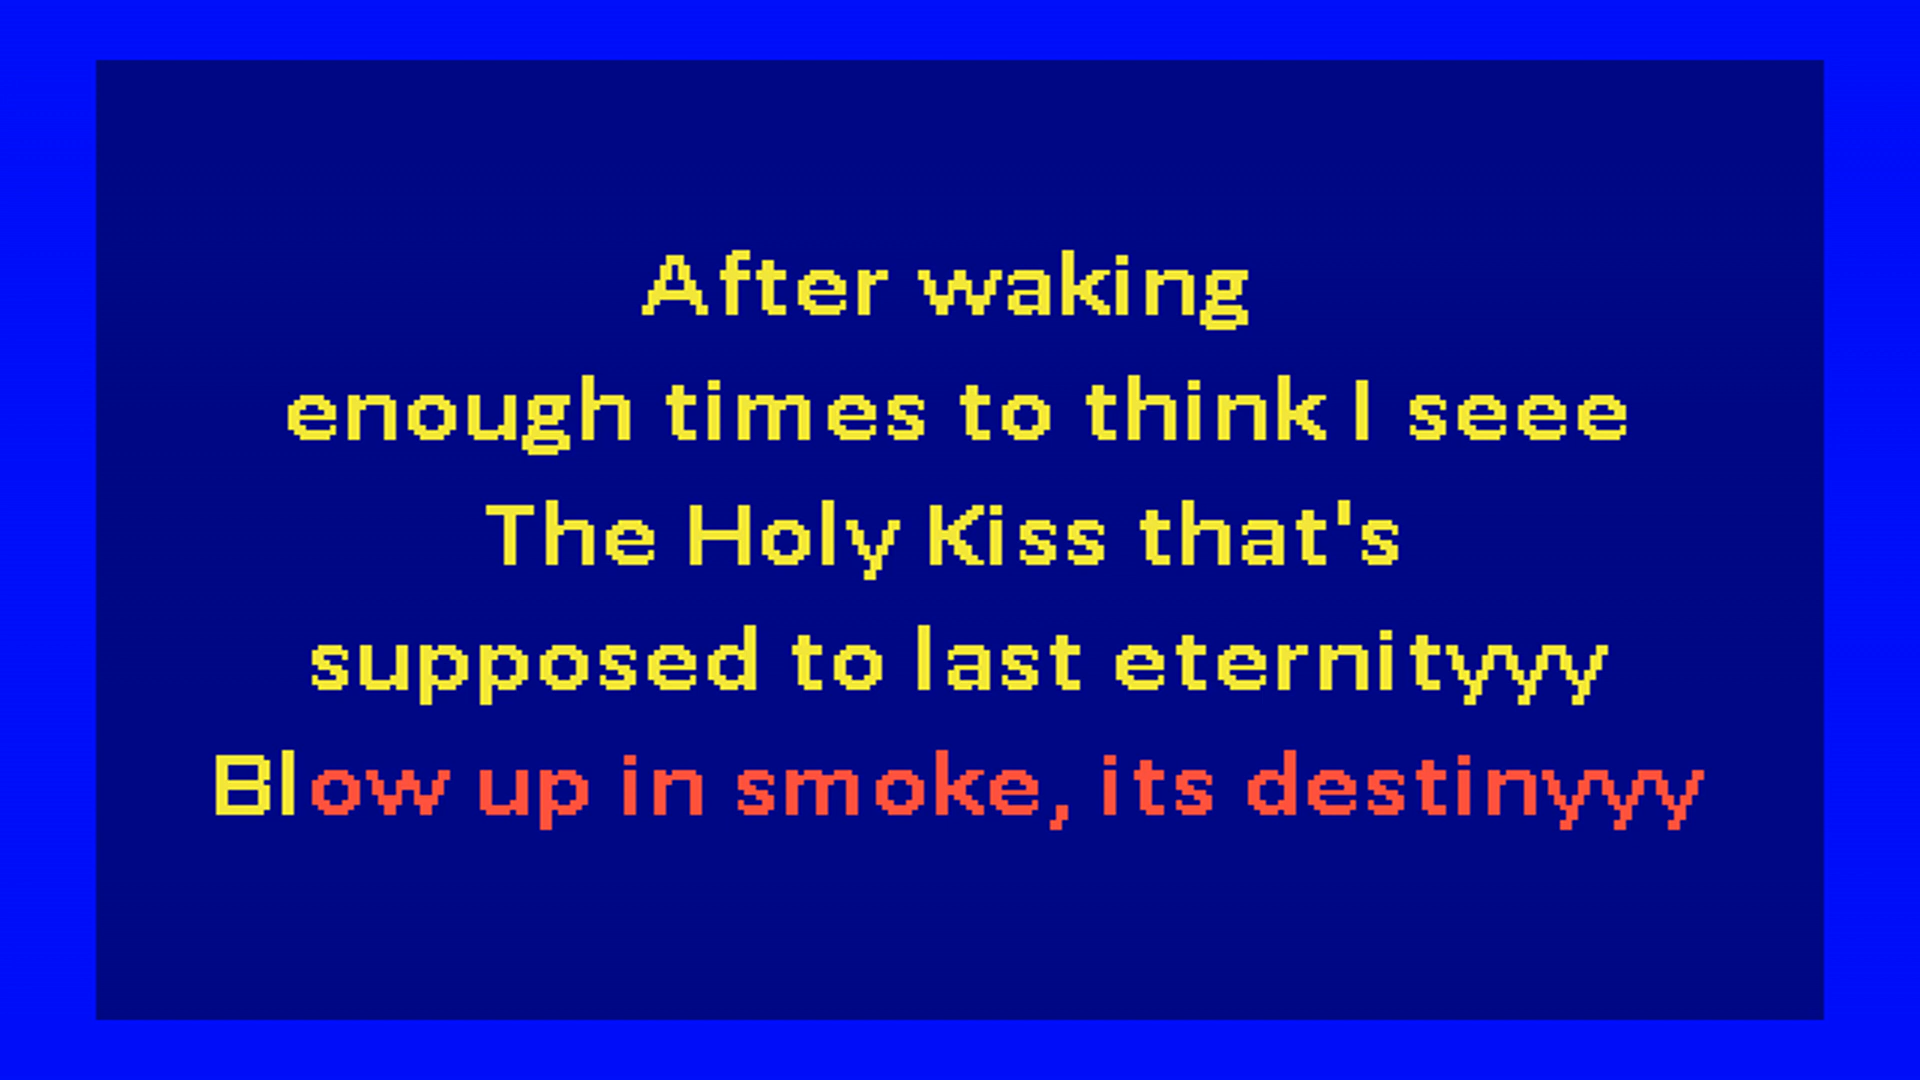 After waking
enough times to think I seee
The Holy Kiss that's
supposed to last eternityyy
Blow up in smoke, its destinyyy